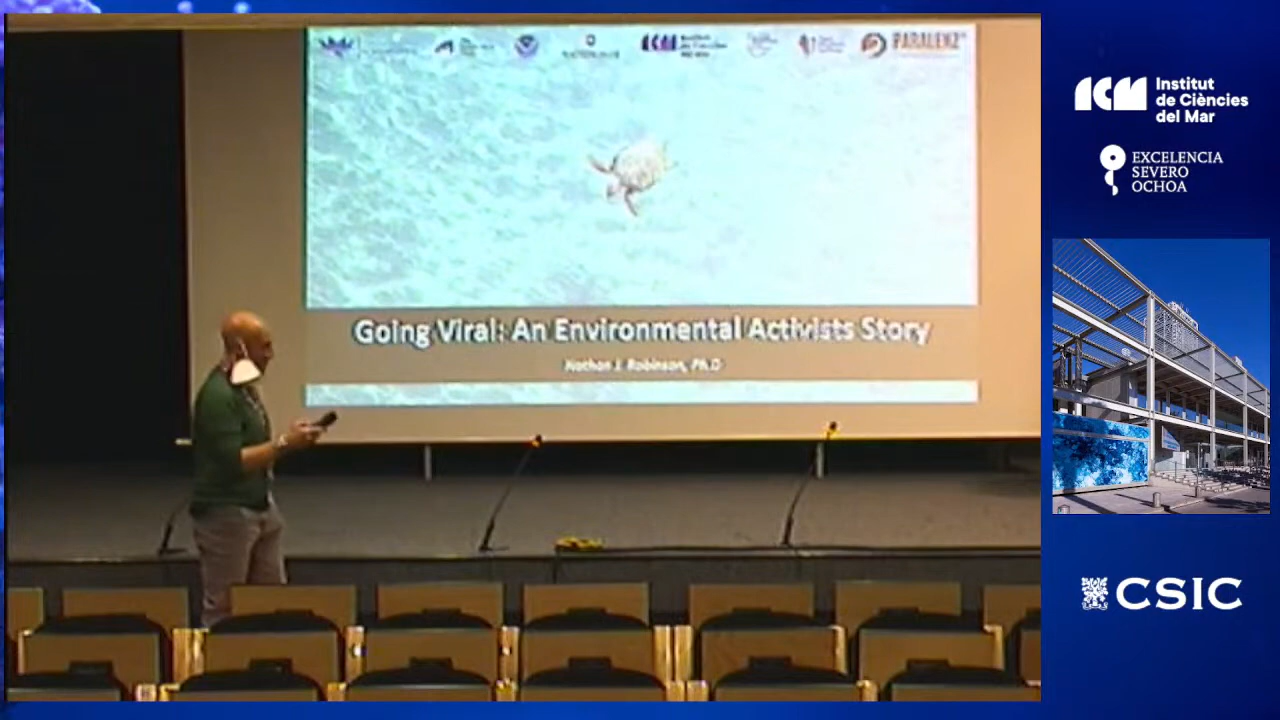 PARALENZ
Going Viral: An Environmental Activists Story
Nathan J. Robinson, Ph.D
ICM
Institut
de Ciències
del Mar
EXCELENCIA
SEVERO
OCHOA
CSIC